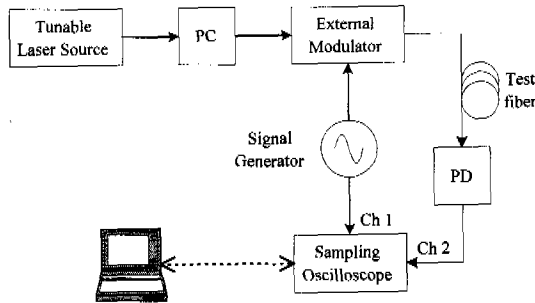 Tunable
Laser Source
PC
External
Modulator
Test
fiber
Signal
Generator
PD
Ch 1
Ch 2
Sampling
Oscilloscope